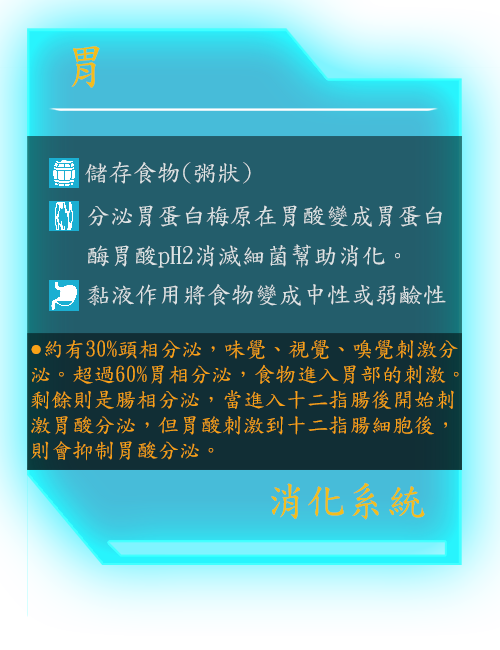 胃
儲存食物(粥狀)
分泌胃蛋白梅原在胃酸變成胃蛋白
酶胃酸pH2消滅細菌幫助消化。
黏液作用將食物變成中性或弱鹼性
●約有30%頭相分泌，味覺、視覺、嗅覺刺激分
泌。超過60%胃相分泌，食物進入胃部的刺激。
剩餘則是腸相分泌，當進入十二指腸後開始刺
激胃酸分泌，但胃酸刺激到十二指腸細胞後，
則會抑制胃酸分泌。
消化系統